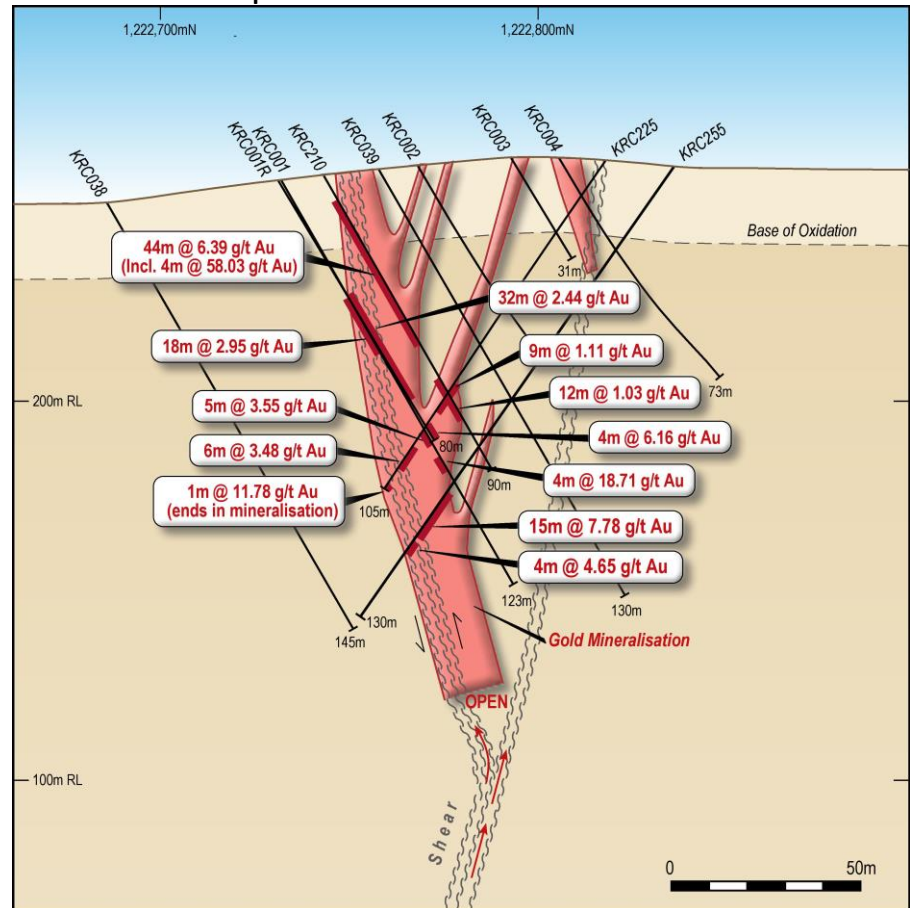 1,222,700mN
1,222,800mN
KRC038
KRC001R
KRC001
KRC210
KRC039
KRC002
KRC003
KRC004
KRC225
KRC255
Base of Oxidation
44m @ 6.39 g/t Au
(Incl. 4m @ 58.03 g/t Au)
31m
32m @ 2.44 g/t Au
18m @ 2.95 g/t Au
9m @ 1.11 g/t Au
73m
12m @ 1.03 g/t Au
200m RL
5m @ 3.55 g/t Au
4m @ 6.16 g/t Au
80m
6m @ 3.48 g/t Au
90m
4m @ 18.71 g/t Au
1m @ 11.78 g/t Au
(ends in mineralisation)
105m
15m @ 7.78 g/t Au
4m @ 4.65 g/t Au
123m
130m
130m
145m
Gold Mineralisation
OPEN
100m RL
Shear
0
50m